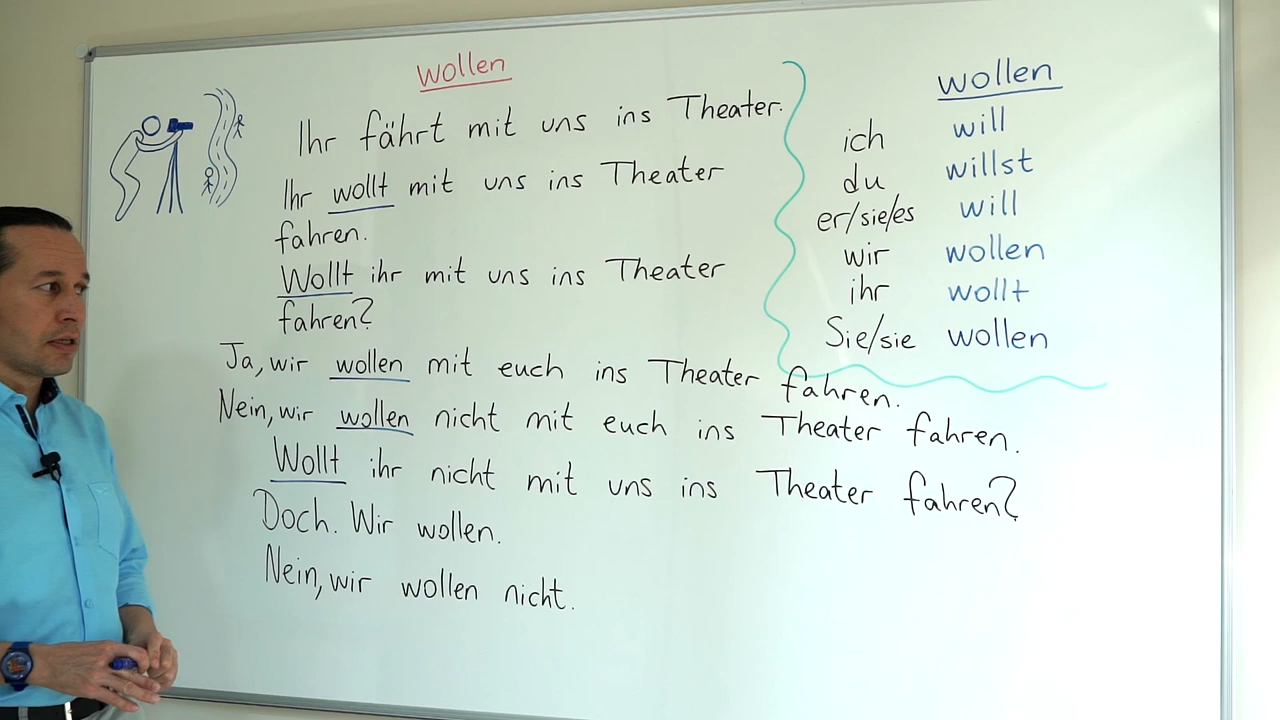 wollen
Ihr fährt mit uns ins Theater.
Ihr wollt mit uns ins Theater
fahren.
Wollt ihr mit uns ins Theater
fahren?
Ja, wir wollen mit euch ins Theater fahren.
Nein, wir wollen nicht mit euch ins Theater fahren.
Wollt ihr nicht mit uns ins Theater fahren?
Doch. Wir wollen.
Nein, wir wollen nicht.
wollen
ich will
du willst
er/sie/es will
wir wollen
ihr wollt
Sie/sie wollen